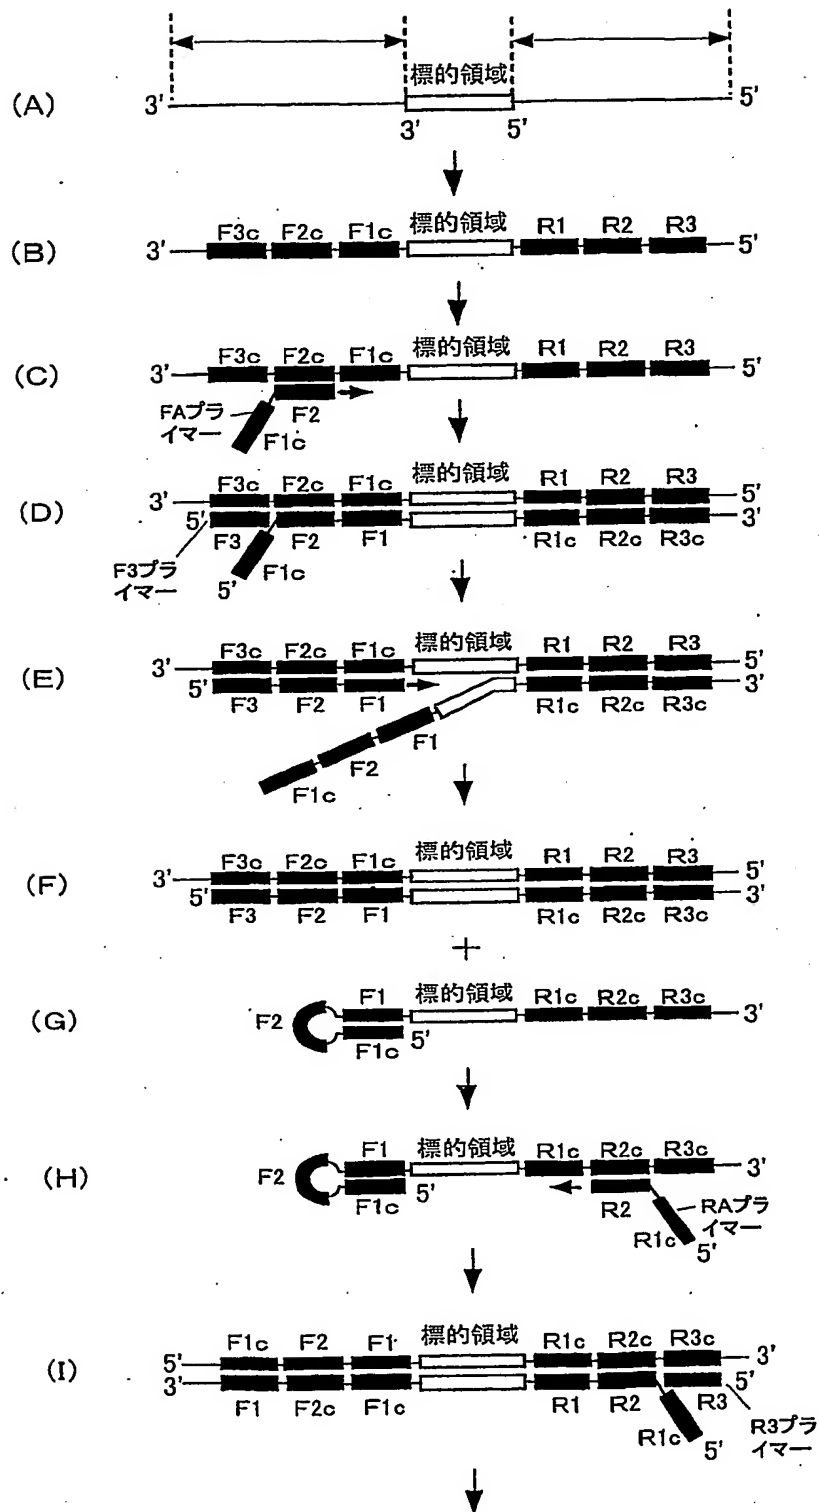 標的領域
(A)
3'
5'
3'
5'
標的領域
F3c F2c F1c R1 R2 R3
(B)
3'
5'
標的領域
F3c F2c F1c R1 R2 R3
(C)
3'
5'
FAプラ
イマー
F2
F1c
標的領域
F3c F2c F1c R1 R2 R3
(D)
3'
5'
5'
3'
F3 F2 F1 R1c R2c R3c
F3プラ
イマー
5'
F1c
標的領域
F3c F2c F1c R1 R2 R3
(E)
3'
5'
5'
3'
F3 F2 F1 R1c R2c R3c
F1
F2
F1c
標的領域
F3c F2c F1c R1 R2 R3
(F)
3'
5'
5'
3'
F3 F2 F1 R1c R2c R3c
+
標的領域
F1 R1c R2c R3c
(G)
F2
3'
F1c
5'
標的領域
F1 R1c R2c R3c
(H)
F2
3'
F1c
5'
R2
RAプラ
イマー
R1c
5'
標的領域
F1c F2 F1 R1c R2c R3c
(I)
5'
3'
3'
5'
F1 F2c F1c R1 R2 R3
R1c
5'
R3プラ
イマー